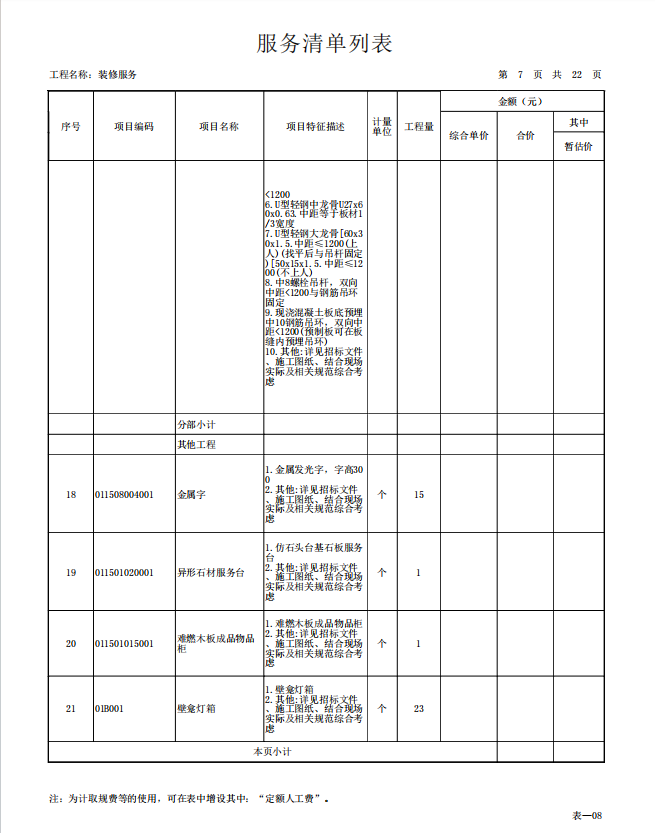 服务清单列表
工程名称：装修服务
第 7 页 共 22 页
序号
项目编码
项目名称
项目特征描述
计量
单位
工程量
金额（元）
综合单价
合价
其中
暂估价
<1200
6.U型轻钢中龙骨U27x6
0x0.63.中距等于板材1
/3宽度
7.U型轻钢大龙骨[60x3
0x1.5.中距≤1200(上
人)(找平后与吊杆固定
)[50x15x1.5.中距≤12
00(不上人)
8.中8螺栓吊杆，双向
中距<1200与钢筋吊环
固定
9.现浇混凝土板底预埋
中10钢筋吊环，双向中
距<1200(预制板可在板
缝内预埋吊环)
10.其他:详见招标文件
、施工图纸、结合现场
实际及相关规范综合考
虑
分部小计
其他工程
18
011508004001
金属字
1.金属发光字，字高30
0
2.其他:详见招标文件
、施工图纸、结合现场
实际及相关规范综合考
虑
个
15
19
011501020001
异形石材服务台
1.仿石头台基石板服务
台
2.其他:详见招标文件
、施工图纸、结合现场
实际及相关规范综合考
虑
个
1
20
011501015001
难燃木板成品物品
柜
1.难燃木板成品物品柜
2.其他:详见招标文件
、施工图纸、结合现场
实际及相关规范综合考
虑
个
1
21
01B001
壁龛灯箱
1.壁龛灯箱
2.其他:详见招标文件
、施工图纸、结合现场
实际及相关规范综合考
虑
个
23
本页小计
注：为计取规费等的使用，可在表中增设其中：“定额人工费”。
表—08